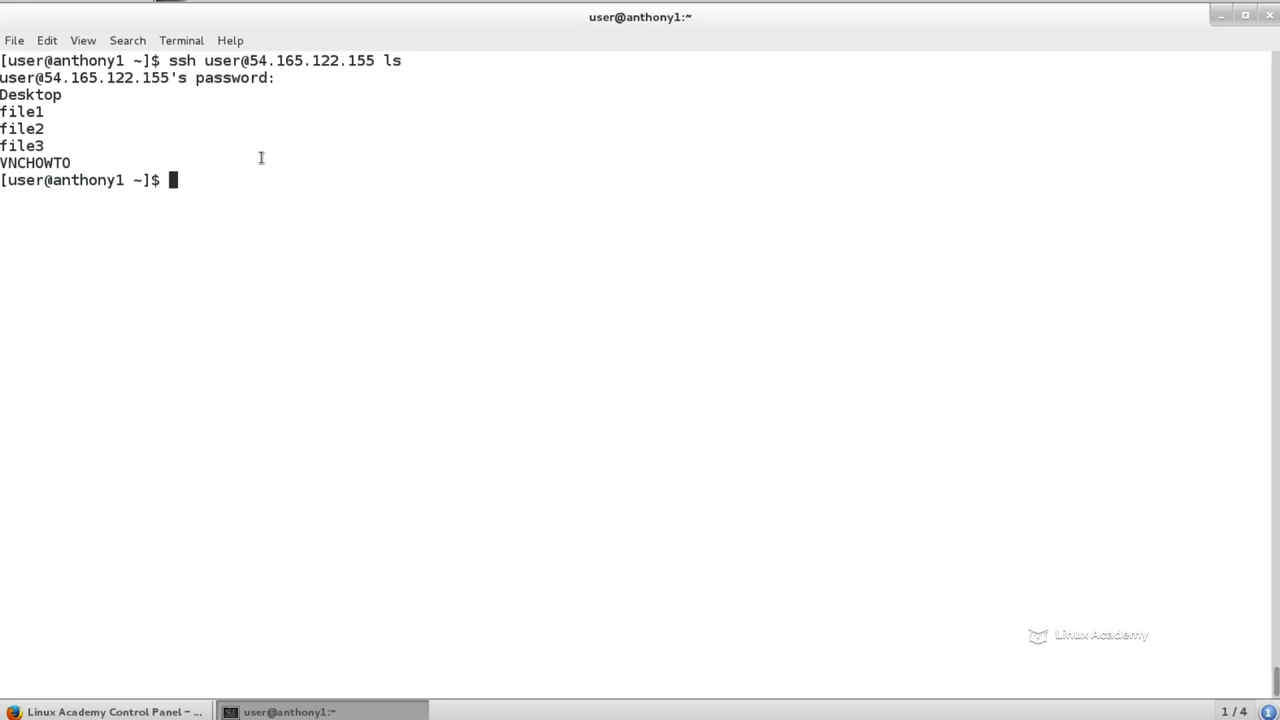 user@anthony1:~
File Edit View Search Terminal Help
[user@anthony1 ~]$ ssh user@54.165.122.155 ls
user@54.165.122.155's password:
Desktop
file1
file2
file3
VNCHOWTO
[user@anthony1 ~]$
Linux Academy
Linux Academy Control Panel - ... user@anthony1:~ 1 / 4 1